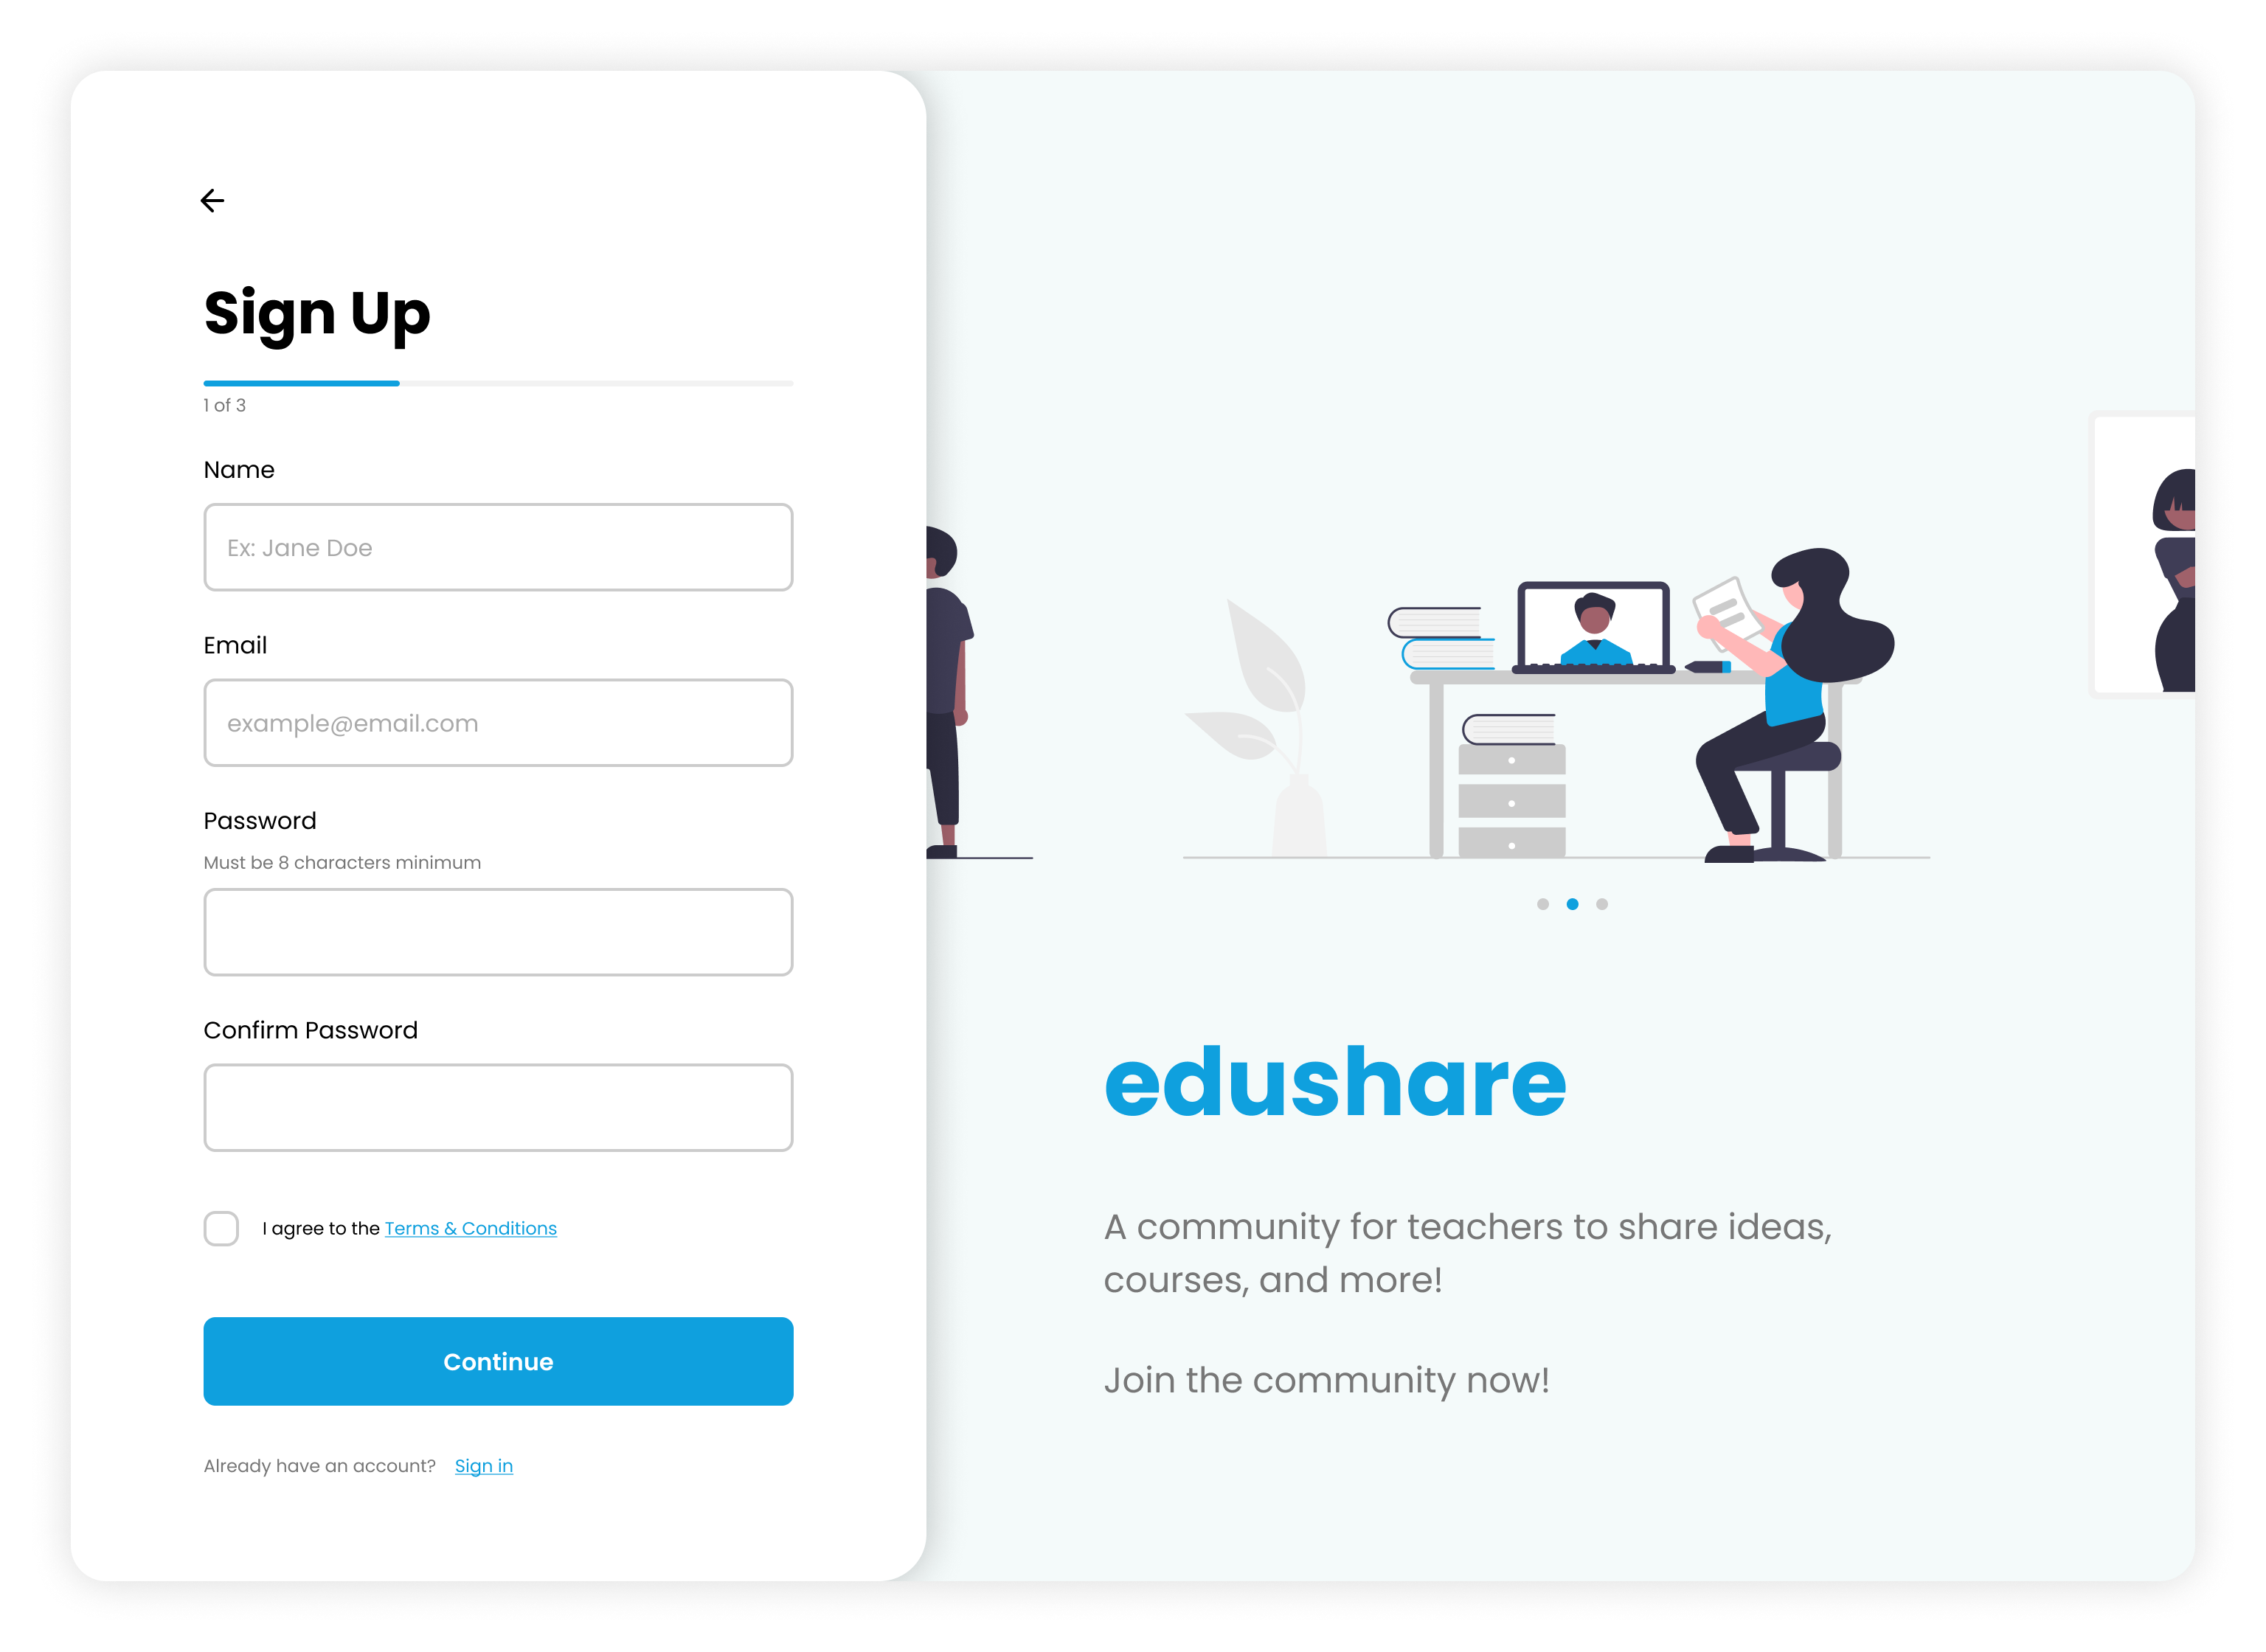 Sign Up
1 of 3
Name
Ex: Jane Doe
Email
example@email.com
Password
Must be 8 characters minimum
Confirm Password
I agree to the Terms & Conditions
Continue
Already have an account? Sign in
edushare
A community for teachers to share ideas,
courses, and more!
Join the community now!